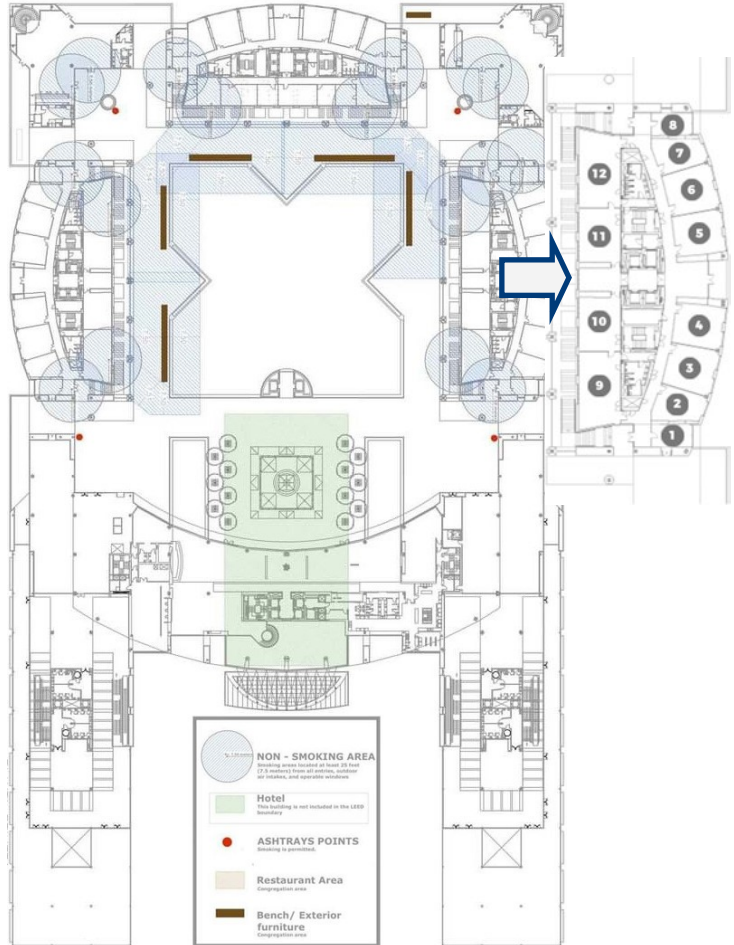 8
7
12
6
11
5
10
4
9
3
2
1
NON - SMOKING AREA
Smoking areas located at least 25 feet
(7.5 meters) from all entries, outdoor
air intakes, and operable windows
Hotel
This building is not included in the LEED
boundary
ASHTRAYS POINTS
Smoking is permitted.
Restaurant Area
Congregation area
Bench/ Exterior
furniture
Congregation area